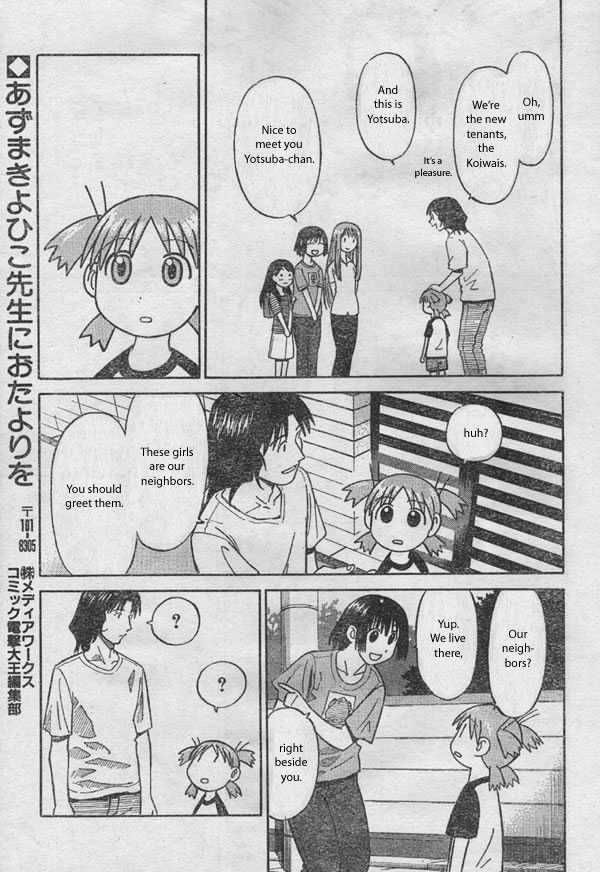 Oh,
umm
We're
the new
tenants,
the
Koiwais.
It's a
pleasure.
And
this is
Yotsuba.
Nice to
meet you
Yotsuba-chan.
huh?
These girls
are our
neighbors.
You should
greet them.
Our
neigh-
bors?
Yup.
We live
there,
right
beside
you.
?
?
◆あずまきよひこ先生におたよりを
〒101-8305
㈱メディアワークス
コミック電撃大王編集部